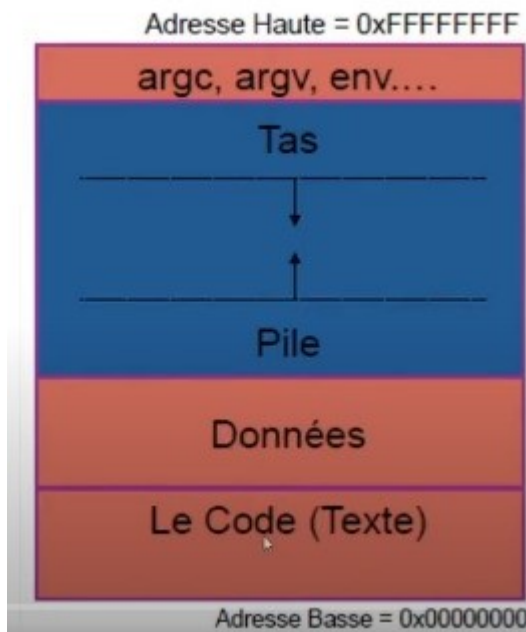 Adresse Haute = 0xFFFFFFFF
argc, argv, env....
Tas
Pile
Données
Le Code (Texte)
Adresse Basse = 0x00000000